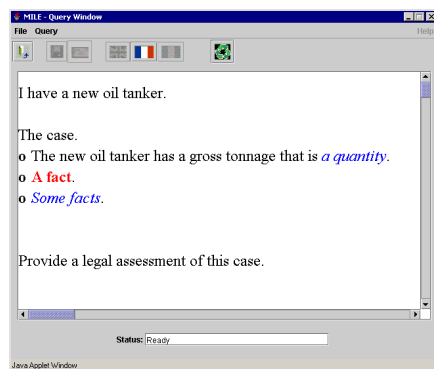 MILE - Query Window
File Query Help
I have a new oil tanker.
The case.
o The new oil tanker has a gross tonnage that is a quantity.
o A fact.
o Some facts.
Provide a legal assessment of this case.
Status: Ready
Java Applet Window